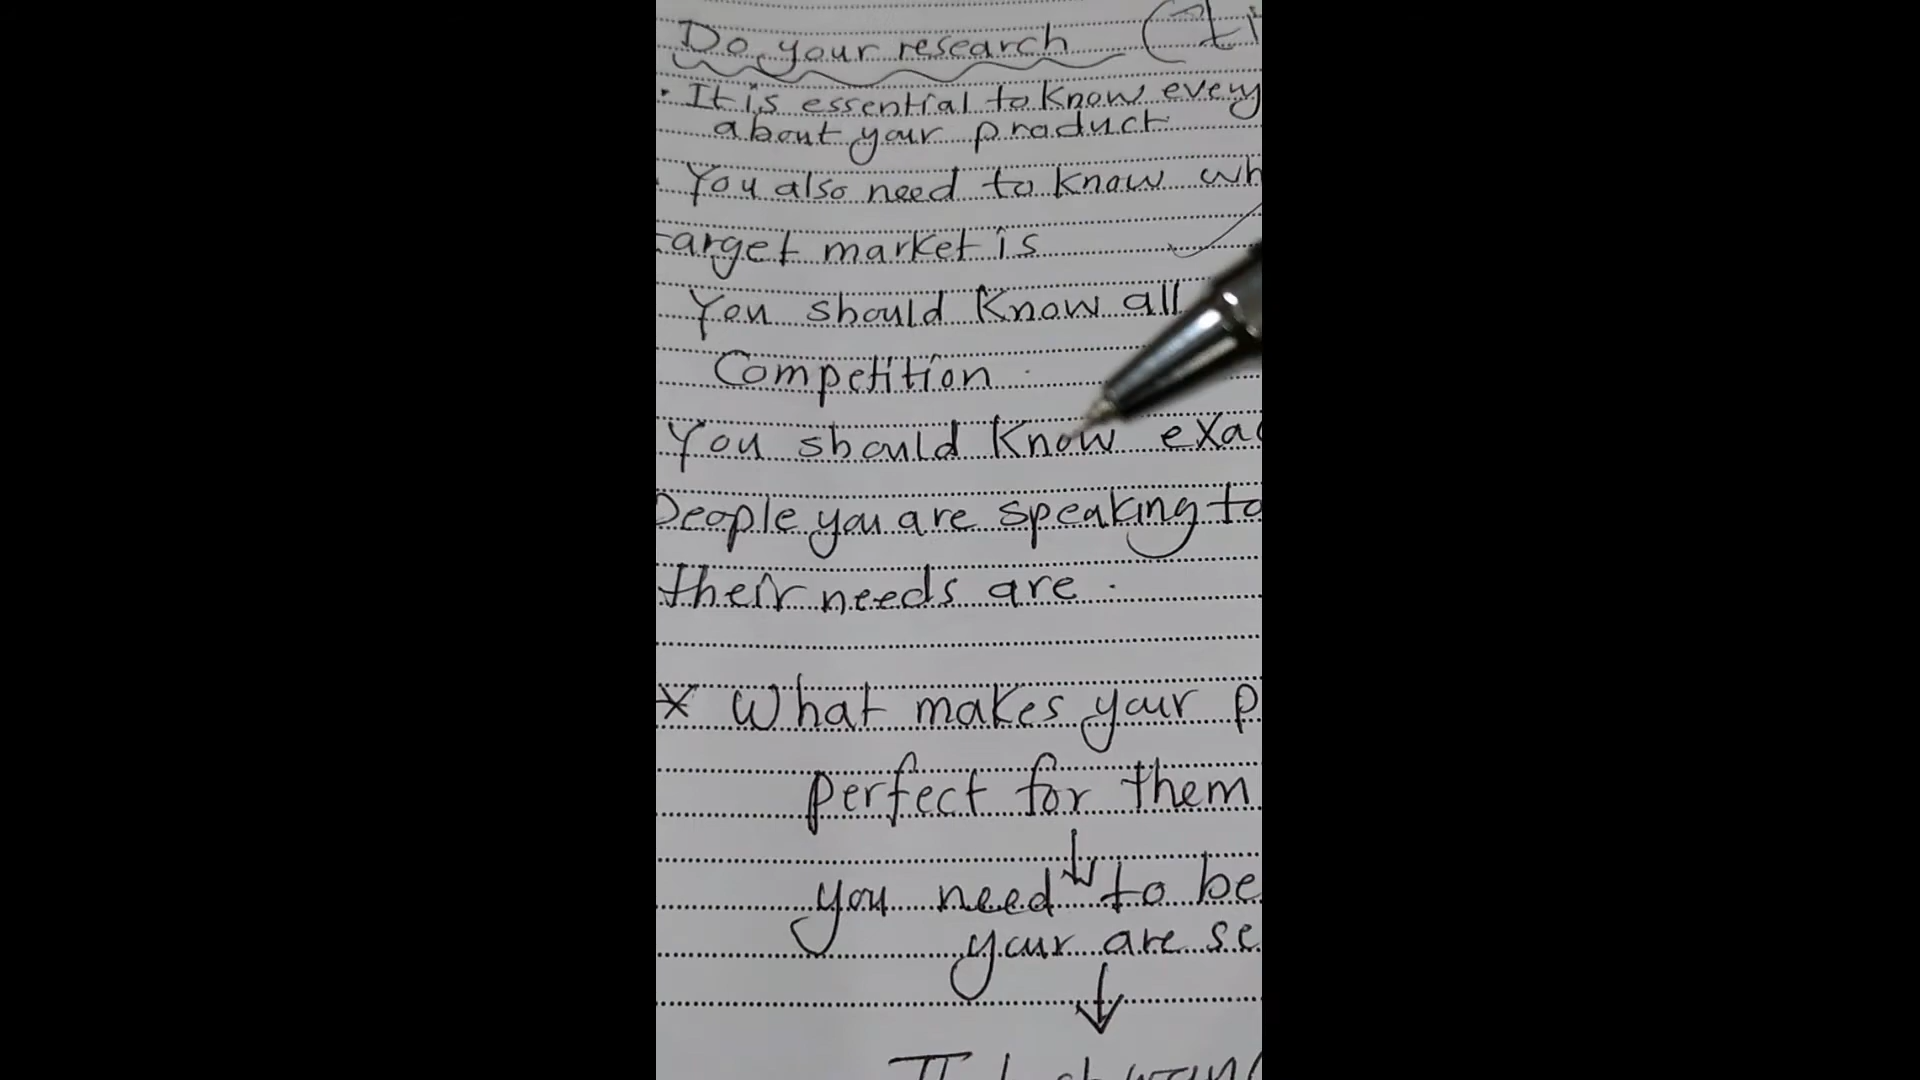 Do your research
• It is essential to know every
about your product
You also need to know wh
target market is
You should Know all
Competition .
You should Know exac
People you are speaking to
their needs are .
* What makes your p
perfect for them
↓
you need to be
your are se
↓